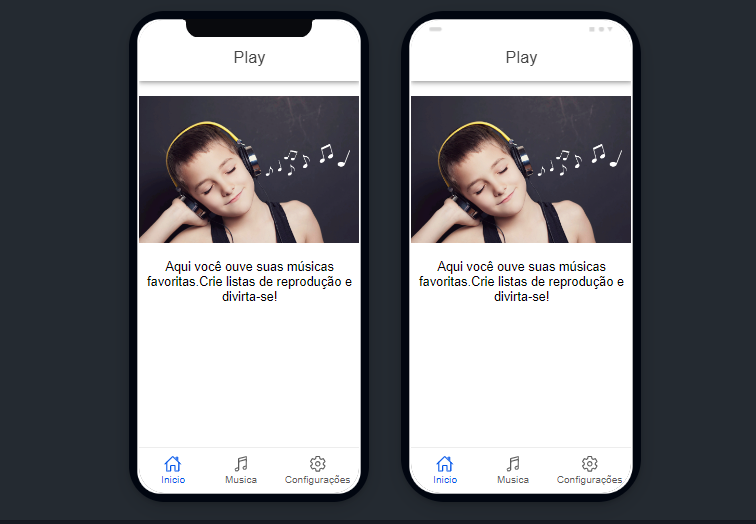 Play
Aqui você ouve suas músicas
favoritas.Crie listas de reprodução e
divirta-se!
Inicio
Musica
Configurações
Play
Aqui você ouve suas músicas
favoritas.Crie listas de reprodução e
divirta-se!
Inicio
Musica
Configurações